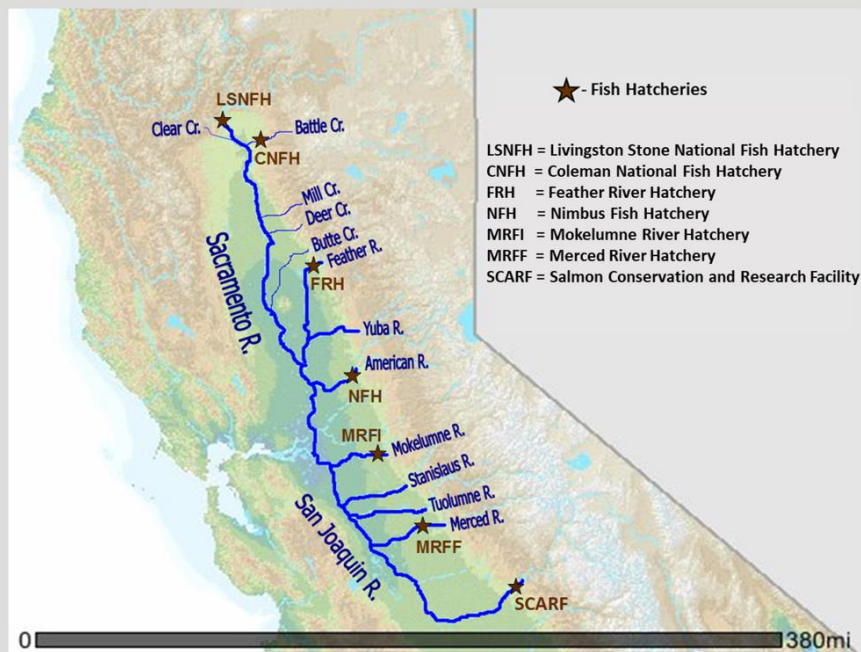 LSNFH
Clear Cr.
Battle Cr.
CNFH
Mill Cr.
Deer Cr.
Butte Cr.
Feather R.
FRH
Sacramento R.
Yuba R.
American R.
NFH
MRFI
Mokelumne R.
Stanislaus R.
Tuolumne R.
Merced R.
MRFF
San Joaquin R.
SCARF
0
380mi
- Fish Hatcheries
LSNFH = Livingston Stone National Fish Hatchery
CNFH = Coleman National Fish Hatchery
FRH = Feather River Hatchery
NFH = Nimbus Fish Hatchery
MRFI = Mokelumne River Hatchery
MRFF = Merced River Hatchery
SCARF = Salmon Conservation and Research Facility